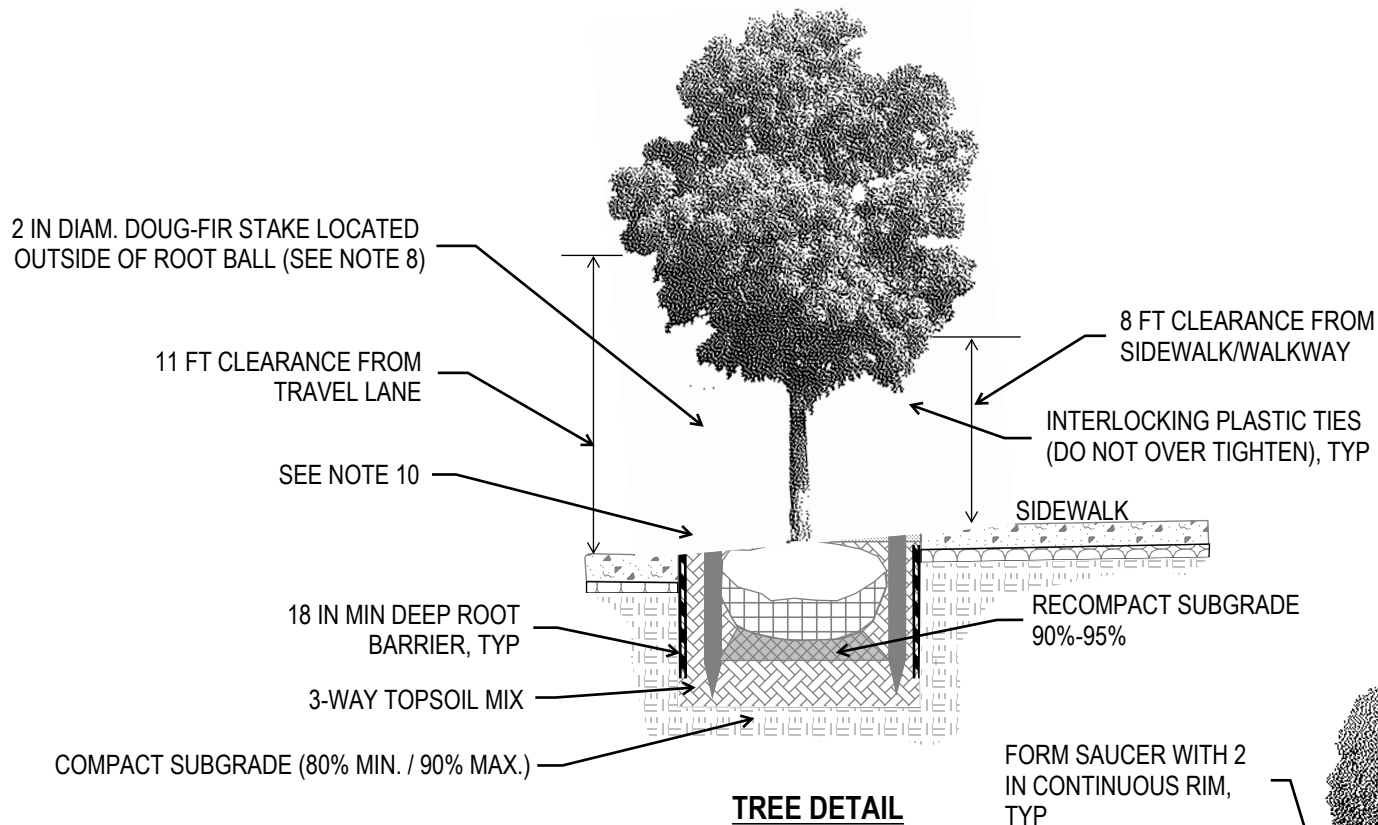 2 IN DIAM. DOUG-FIR STAKE LOCATED
OUTSIDE OF ROOT BALL (SEE NOTE 8)
11 FT CLEARANCE FROM
TRAVEL LANE
SEE NOTE 10
18 IN MIN DEEP ROOT
BARRIER, TYP
3-WAY TOPSOIL MIX
COMPACT SUBGRADE (80% MIN. / 90% MAX.)
8 FT CLEARANCE FROM
SIDEWALK/WALKWAY
INTERLOCKING PLASTIC TIES
(DO NOT OVER TIGHTEN), TYP
SIDEWALK
RECOMPACT SUBGRADE
90%-95%
FORM SAUCER WITH 2
IN CONTINUOUS RIM,
TYP
TREE DETAIL